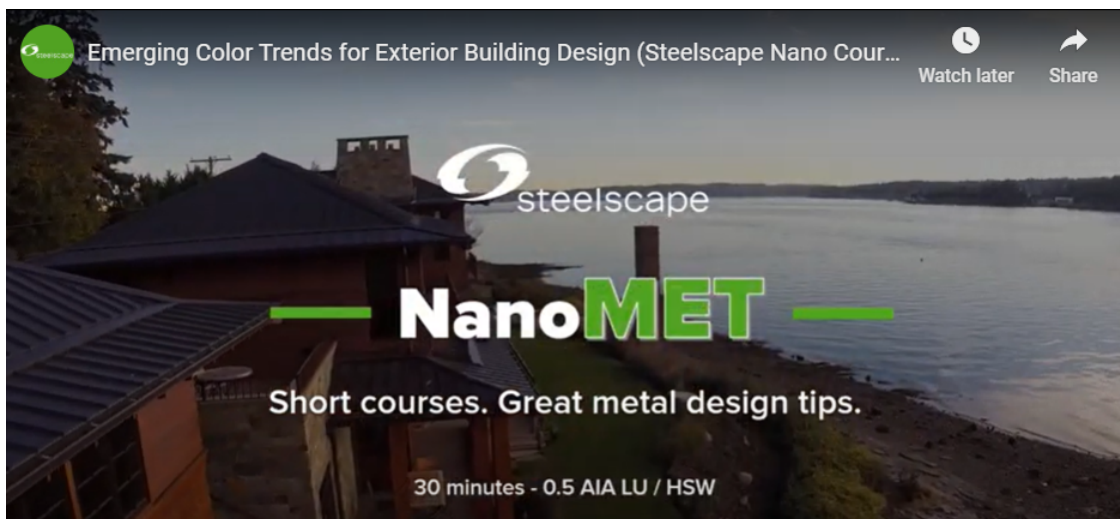 Emerging Color Trends for Exterior Building Design (Steelscape Nano Cour...
Watch later
Share
steelscape
NanoMET
Short courses. Great metal design tips.
30 minutes - 0.5 AIA LU / HSW